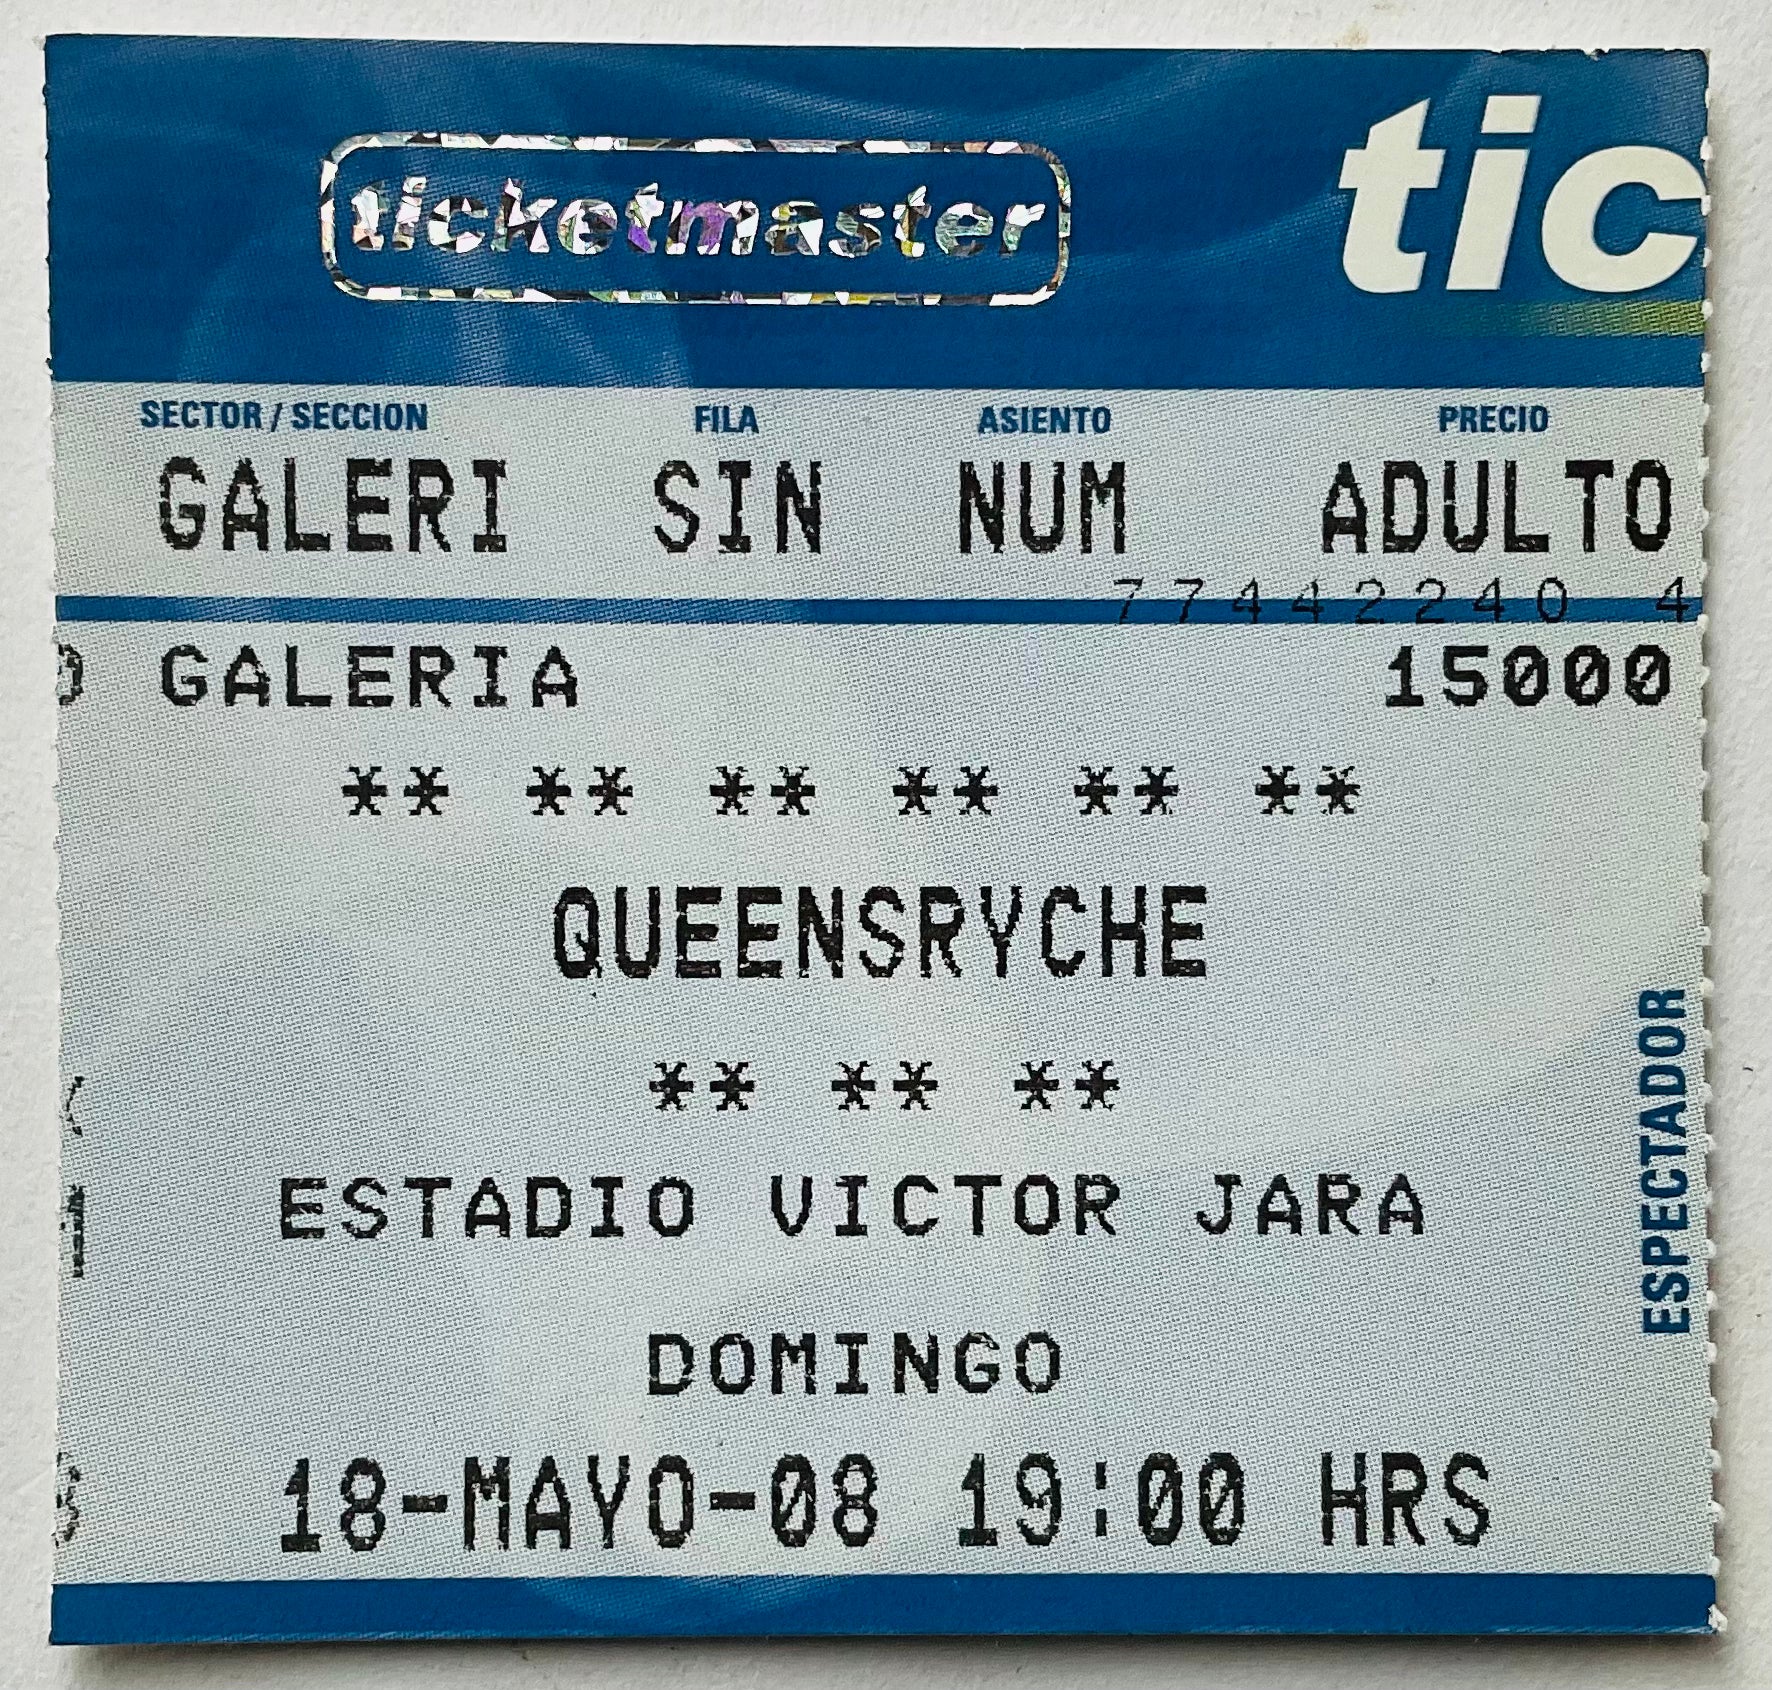 ticketmaster
tic
SECTOR / SECCION FILA ASIENTO PRECIO
GALERI SIN NUM ADULTO
77442240 4
GALERIA 15000
** ** ** ** ** **
QUEENSRYCHE
** ** **
ESTADIO VICTOR JARA
DOMINGO
18-MAYO-08 19:00 HRS
ESPECTADOR